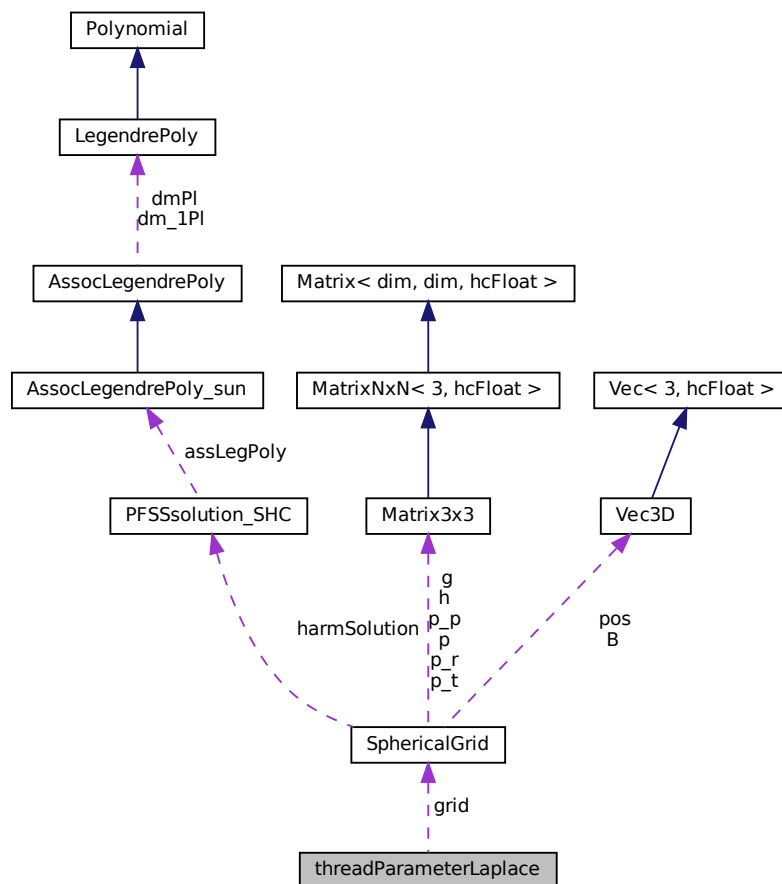 Polynomial
LegendrePoly
dmPl
dm_1Pl
AssocLegendrePoly
Matrix< dim, dim, hcFloat >
AssocLegendrePoly_sun
MatrixNxN< 3, hcFloat >
Vec< 3, hcFloat >
assLegPoly
PFSSsolution_SHC
Matrix3x3
Vec3D
harmSolution
g
h
p_p
p
p_r
p_t
pos
B
SphericalGrid
grid
threadParameterLaplace